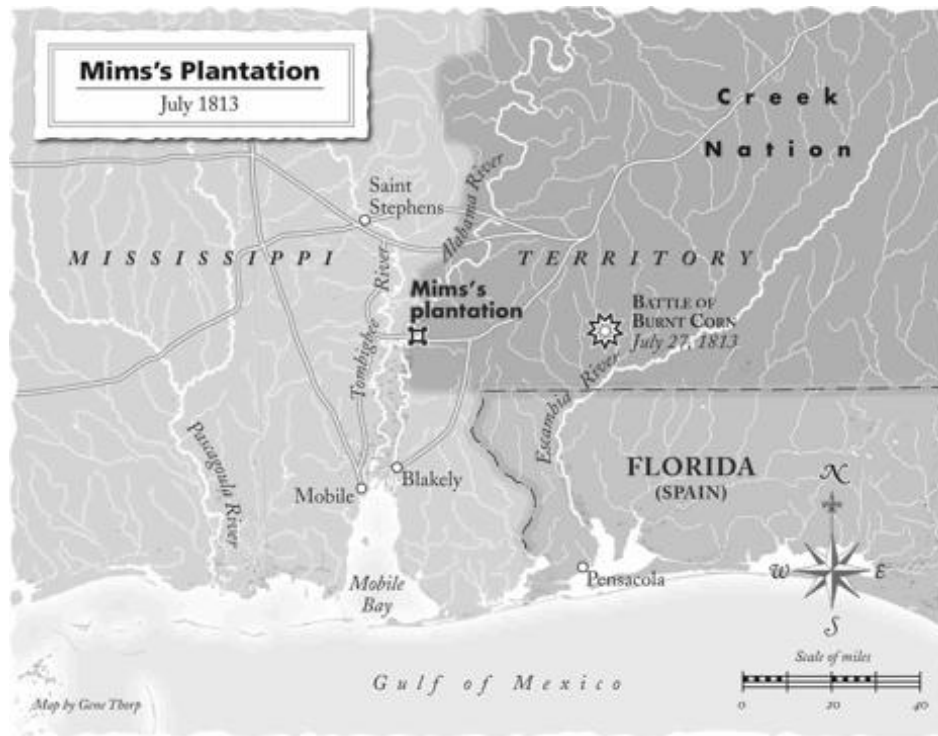 Mims's Plantation
July 1813
Creek
Nation
Saint
Stephens
Alabama River
MISSISSIPPI
TERRITORY
River
Tombigbee
Mims's
plantation
BATTLE OF
BURNT CORN
July 27, 1813
Escambia River
Pascagoula River
FLORIDA
(SPAIN)
Mobile
Blakely
N
W
E
S
Pensacola
Mobile
Bay
Gulf of Mexico
Scale of miles
0 20 40
Map by Gene Thorp